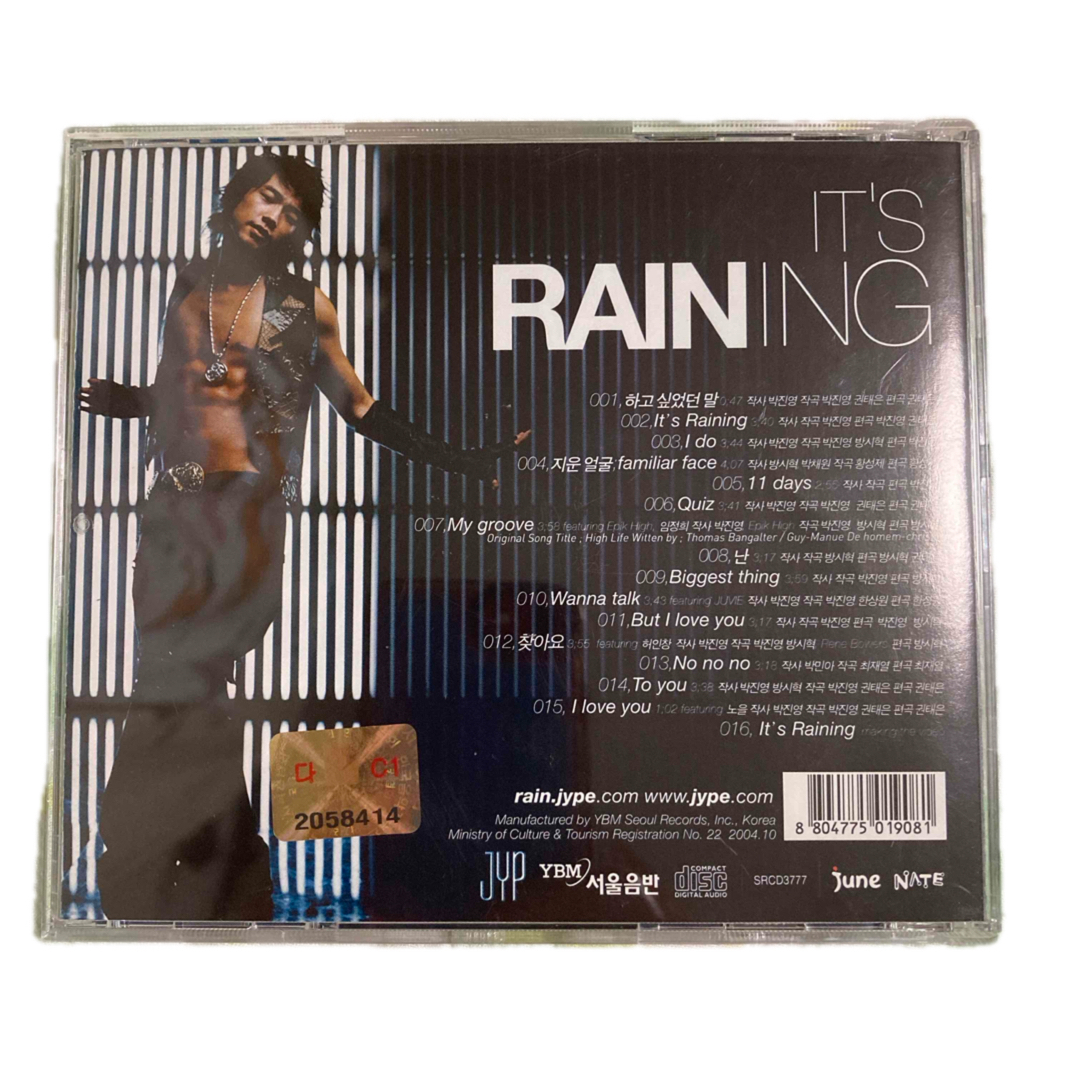 IT'S
RAINING
001, 하고 싶었던 말 0:47 작사 박진영 작곡 박진영 권태은 편곡
002, It's Raining 3:40 작사 작곡 박진영 권태은 편곡
003, I do 3:44 작사 박진영 작곡 박진영 방시혁 편곡
004, 지운 얼굴; familiar face 4:07 작사 방시혁 박채원 작곡 황성제 편곡
005, 11 days 2:55 작사 작곡
006, Quiz 3:41 작사 박진영 작곡 박진영 권태은 편곡
007, My groove 3:58 featuring Epik High, 임정희 작사 박진영 Epik High 작곡 박진영 방시혁 편곡
Original Song Title ; High Life Witten by ; Thomas Bangalter / Guy-Manue De homem-chri
008, 난 3:17 작사 작곡 방시혁 편곡 방시혁
009, Biggest thing 3:59 작사 작곡 박진영 편곡
010, Wanna talk 3:43 featuring 작사 박진영 작곡 박진영 한상원 편곡
011, But I love you 3:17 작사 작곡 박진영 편곡 박진영
012, 찾아요 3:55 featuring 허인창 작사 박진영 작곡 박진영 방시혁 편곡
013, No no no 3:18 작사 박민아 작곡 최재열 편곡 최재열
014, To you 3:38 작사 박진영 방시혁 작곡 박진영 권태은 편곡 권태은
015, I love you 1:02 featuring 노을 작사 박진영 작곡 박진영 권태은 편곡 권태은
016, It's Raining making the video
다 C1
2058414
rain.jype.com www.jype.com
Manufactured by YBM Seoul Records, Inc., Korea
Ministry of Culture & Tourism Registration No. 22. 2004.10
8 804775 019081
JYP YBM 서울음반 COMPACT disc DIGITAL AUDIO SRCD3777 june NATE